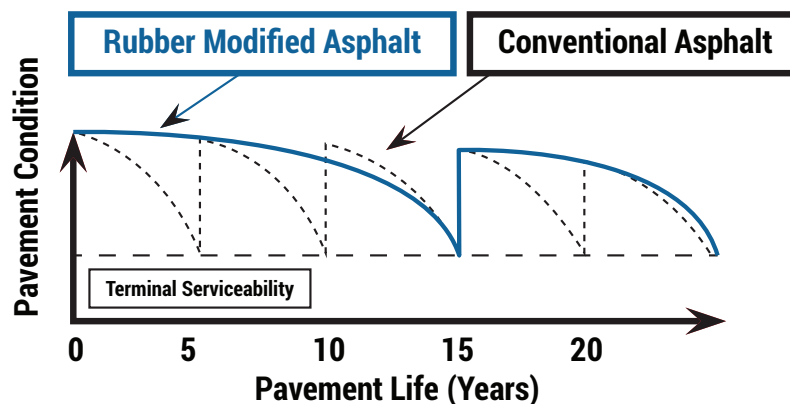 Rubber Modified Asphalt
Conventional Asphalt
Pavement Condition
Terminal Serviceability
0 5 10 15 20
Pavement Life (Years)